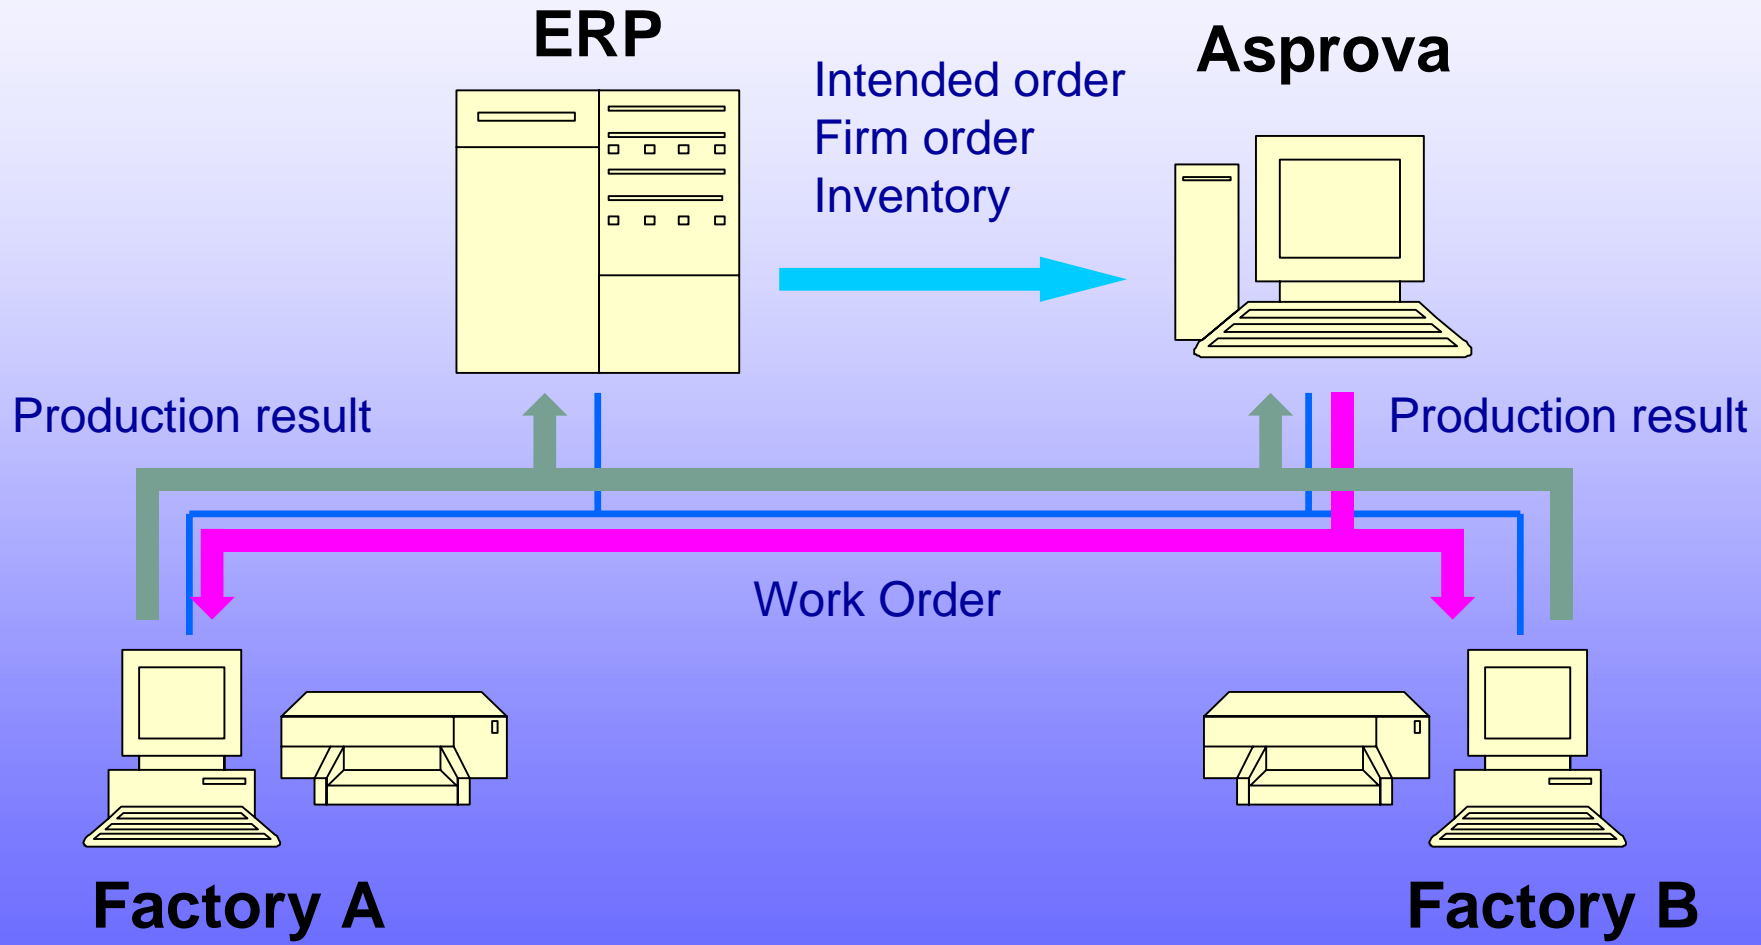 ERP
Asprova
Intended order
Firm order
Inventory
Production result
Production result
Work Order
Factory A
Factory B